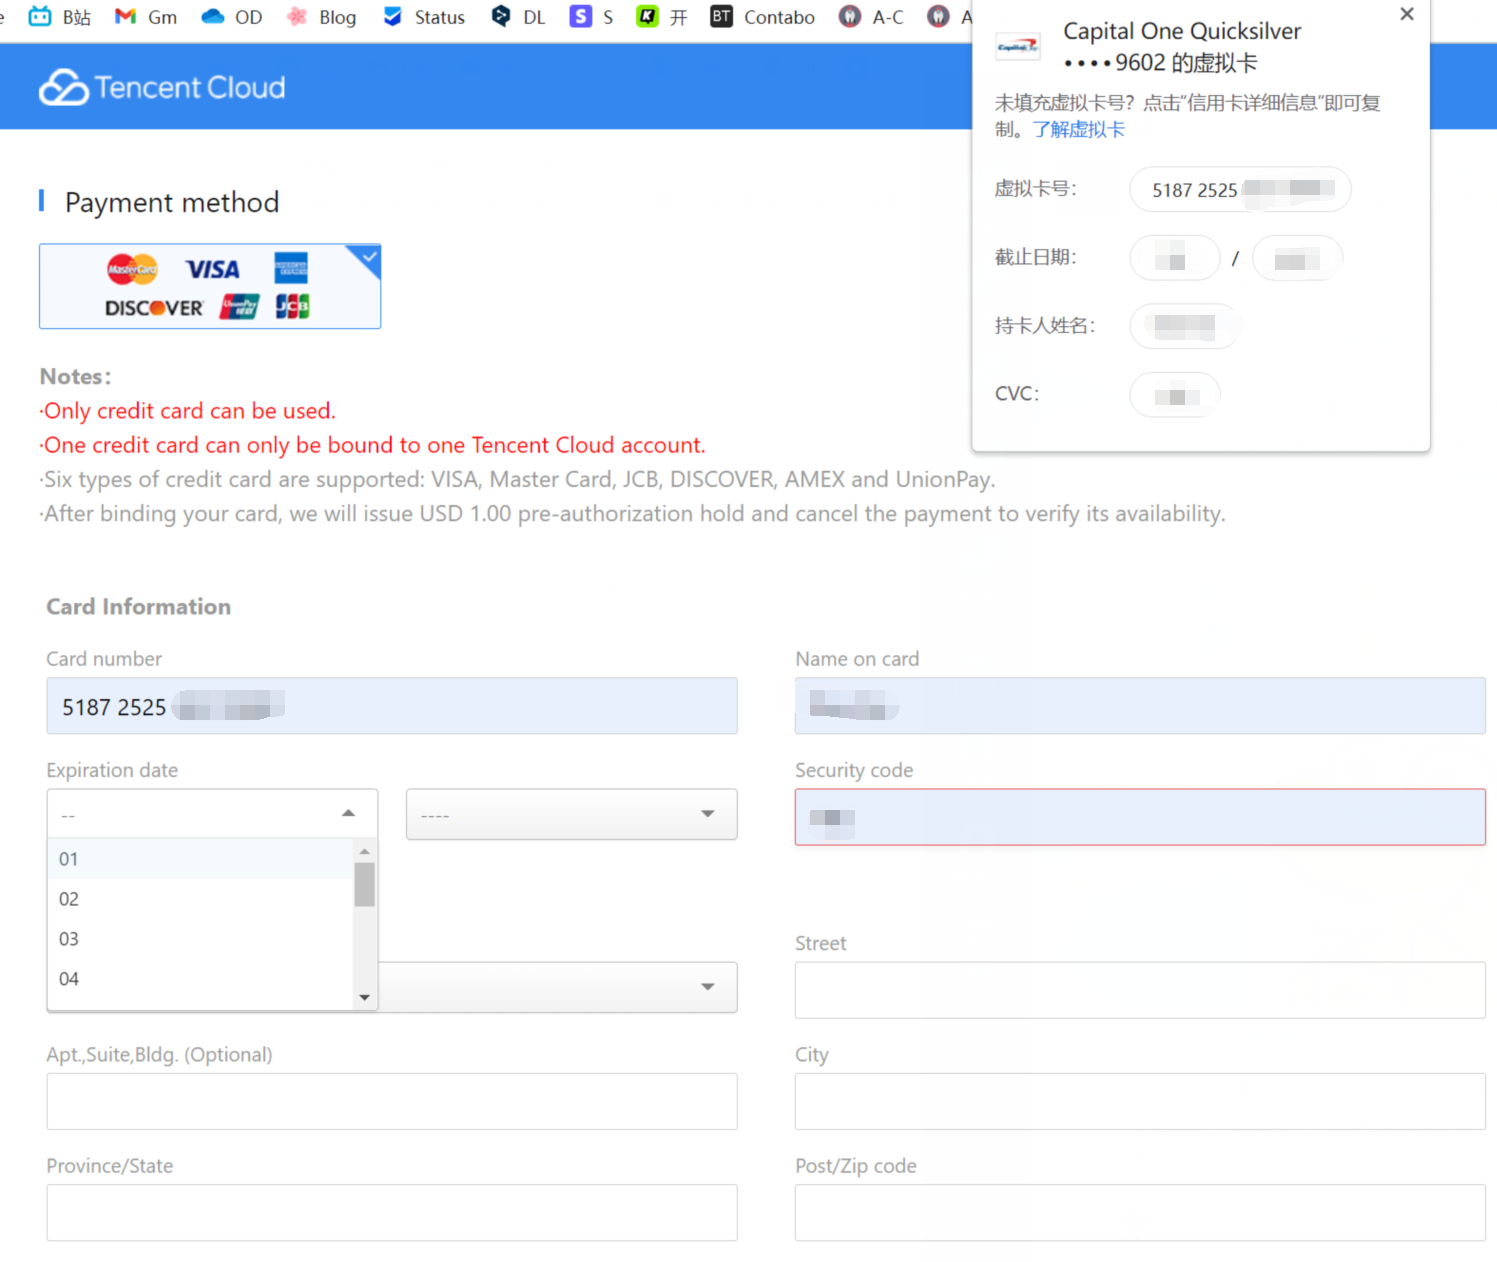 e B站 Gm OD Blog Status DL S S K 开 BT Contabo A-C A
Tencent Cloud
Capital One Quicksilver
••••9602 的虚拟卡
未填充虚拟卡号？点击“信用卡详细信息”即可复
制。了解虚拟卡
虚拟卡号： 5187 2525
截止日期： /
持卡人姓名：
CVC：
Payment method
MasterCard VISA AMERICAN EXPRESS
DISCOVER UnionPay 银联 JCB
Notes:
·Only credit card can be used.
·One credit card can only be bound to one Tencent Cloud account.
·Six types of credit card are supported: VISA, Master Card, JCB, DISCOVER, AMEX and UnionPay.
·After binding your card, we will issue USD 1.00 pre-authorization hold and cancel the payment to verify its availability.
Card Information
Card number Name on card
5187 2525
Expiration date Security code
-- ----
01
02
03
04
Street
Apt.,Suite,Bldg. (Optional) City
Province/State Post/Zip code